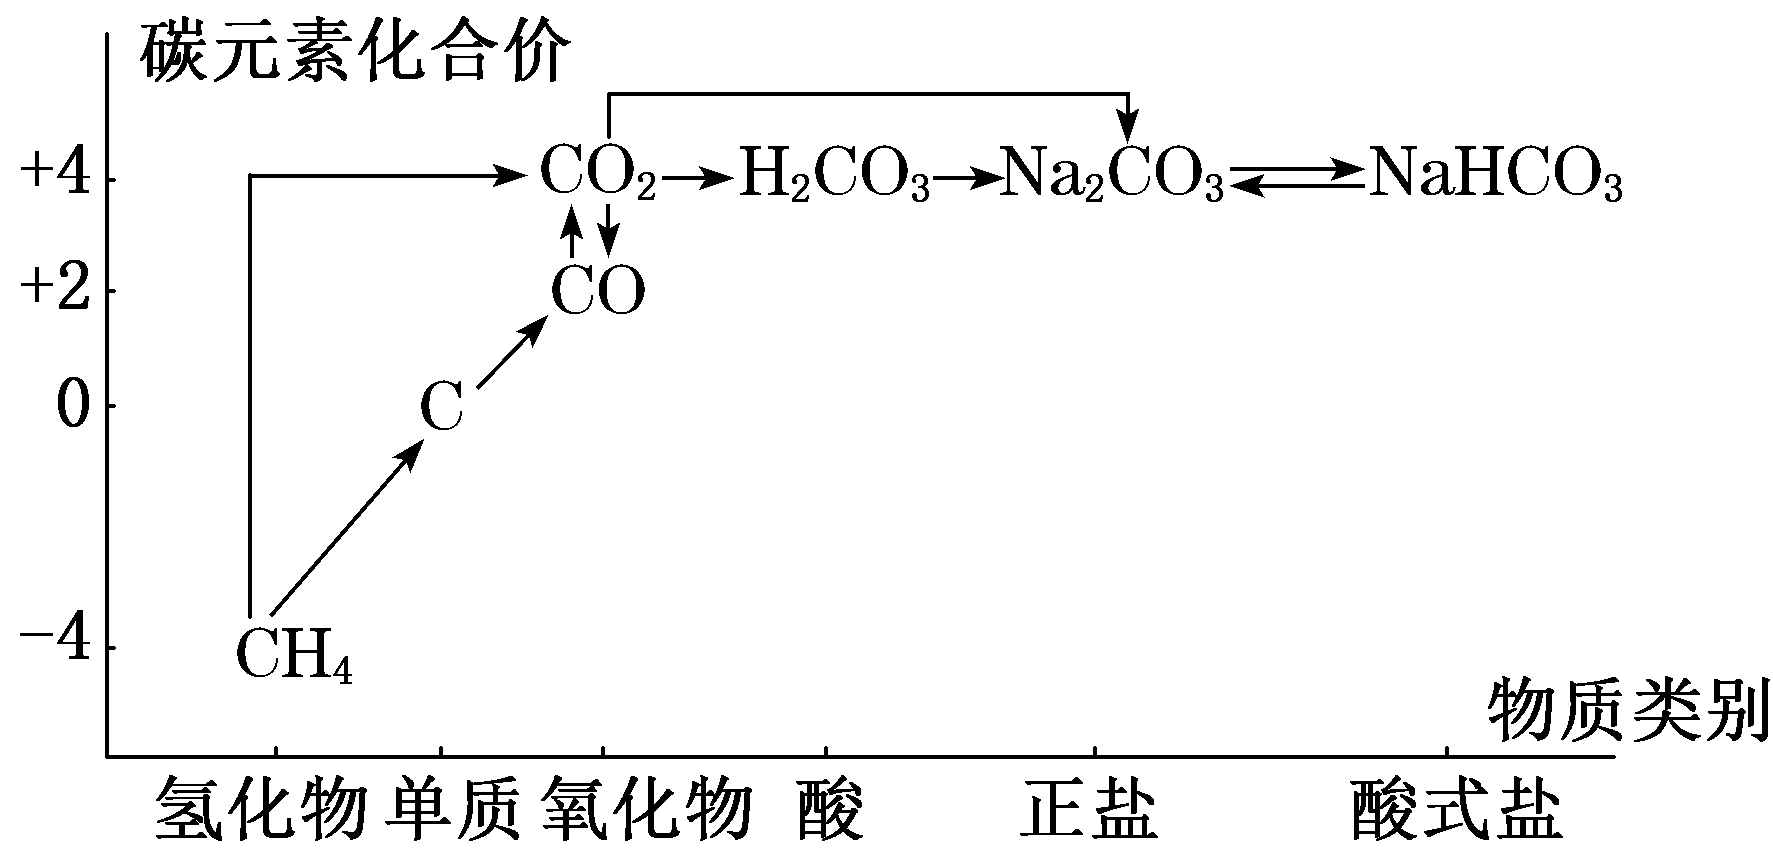 碳元素化合价
+4 CO₂ H₂CO₃ Na₂CO₃ NaHCO₃
+2 CO
0 C
−4 CH₄
物质类别
氢化物 单质 氧化物 酸 正盐 酸式盐